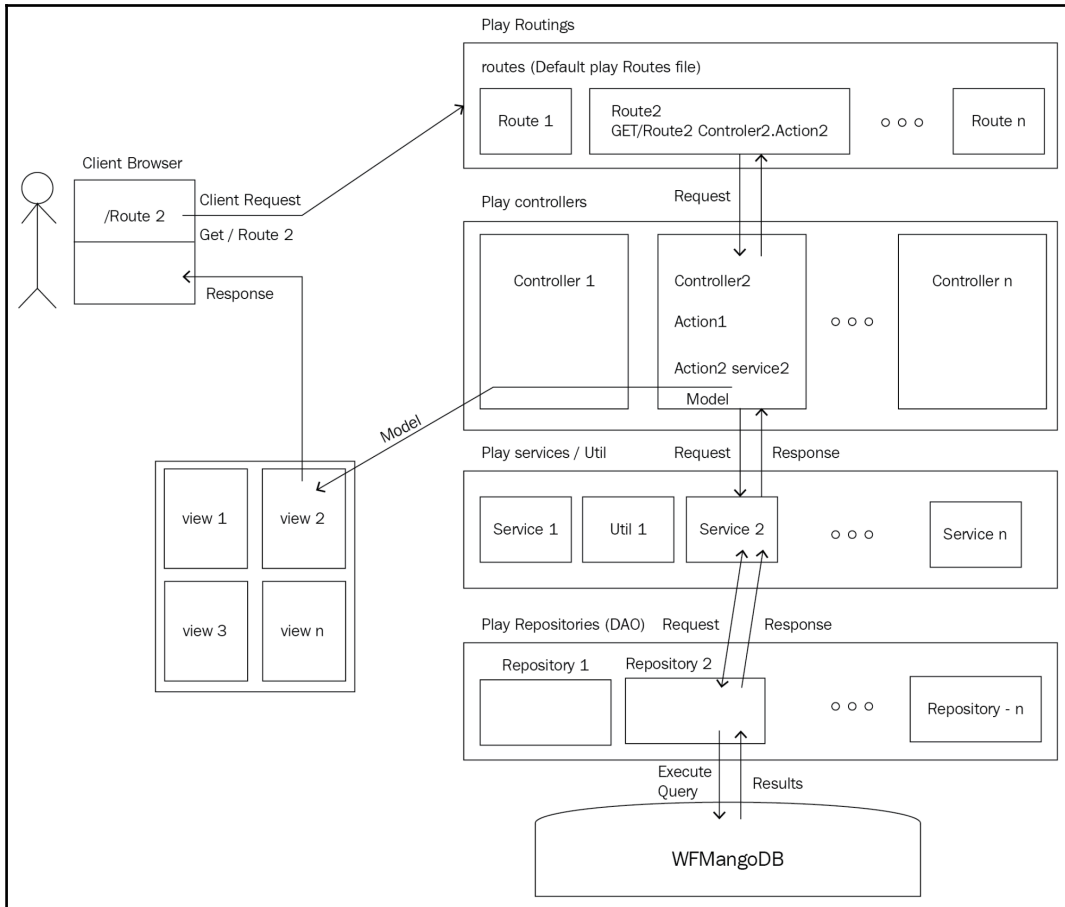 Play Routings
routes (Default play Routes file)
Route 1
Route2
GET/Route2 Controler2.Action2
Route n
Client Browser
/Route 2
Client Request
Get / Route 2
Response
Request
Play controllers
Controller 1
Controller2
Action1
Action2 service2
Model
Controller n
Model
Play services / Util
Request
Response
view 1
view 2
view 3
view n
Service 1
Util 1
Service 2
Service n
Play Repositories (DAO)
Request
Response
Repository 1
Repository 2
Repository - n
Execute
Query
Results
WFMangoDB